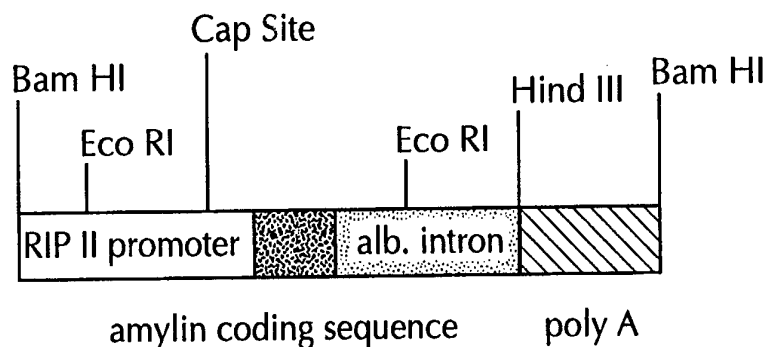 Cap Site
Bam HI
Hind III
Bam HI
Eco RI
Eco RI
RIP II promoter
alb. intron
amylin coding sequence
poly A